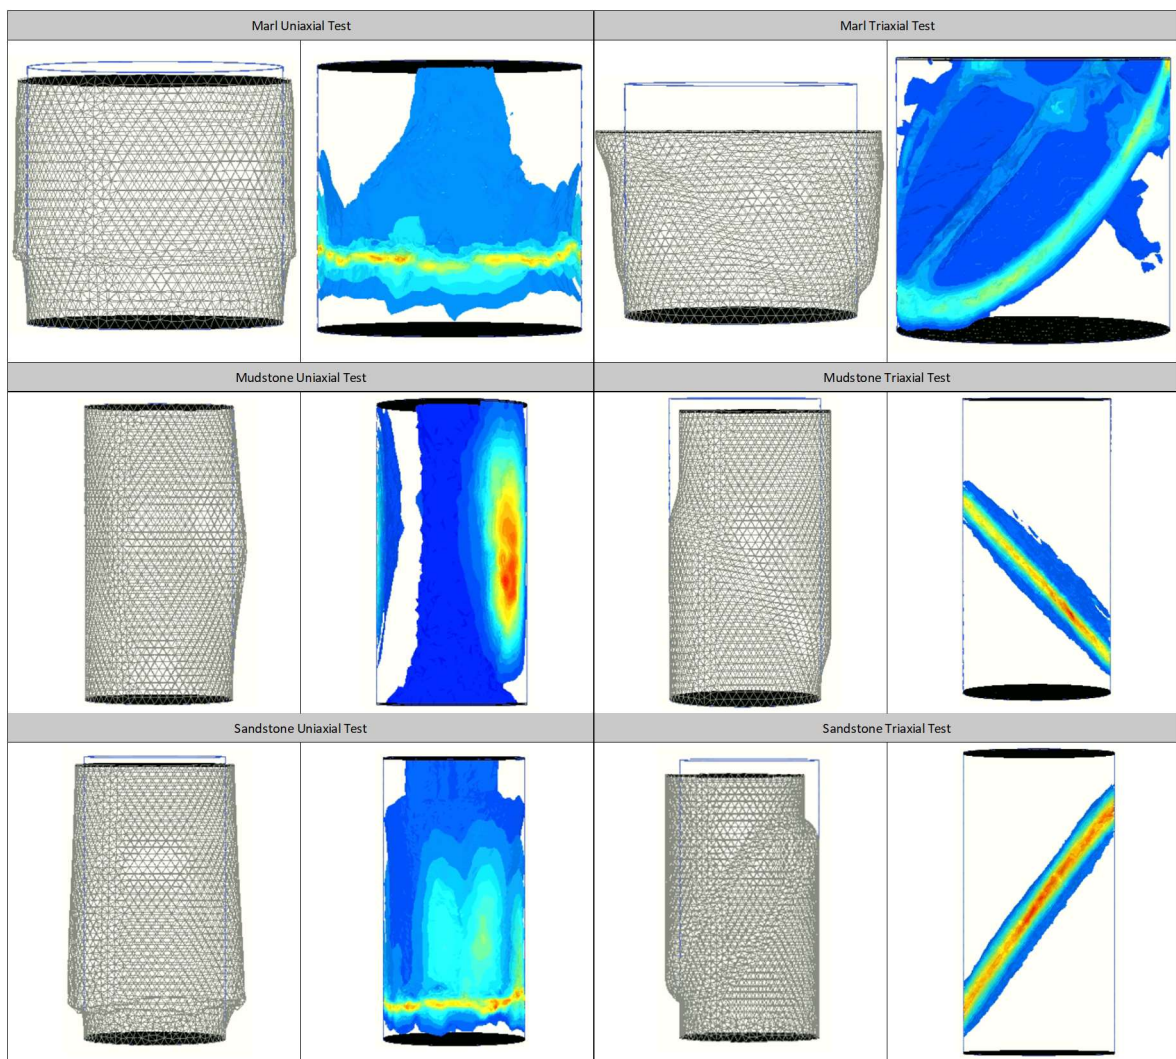 Marl Uniaxial Test
Marl Triaxial Test
Mudstone Uniaxial Test
Mudstone Triaxial Test
Sandstone Uniaxial Test
Sandstone Triaxial Test